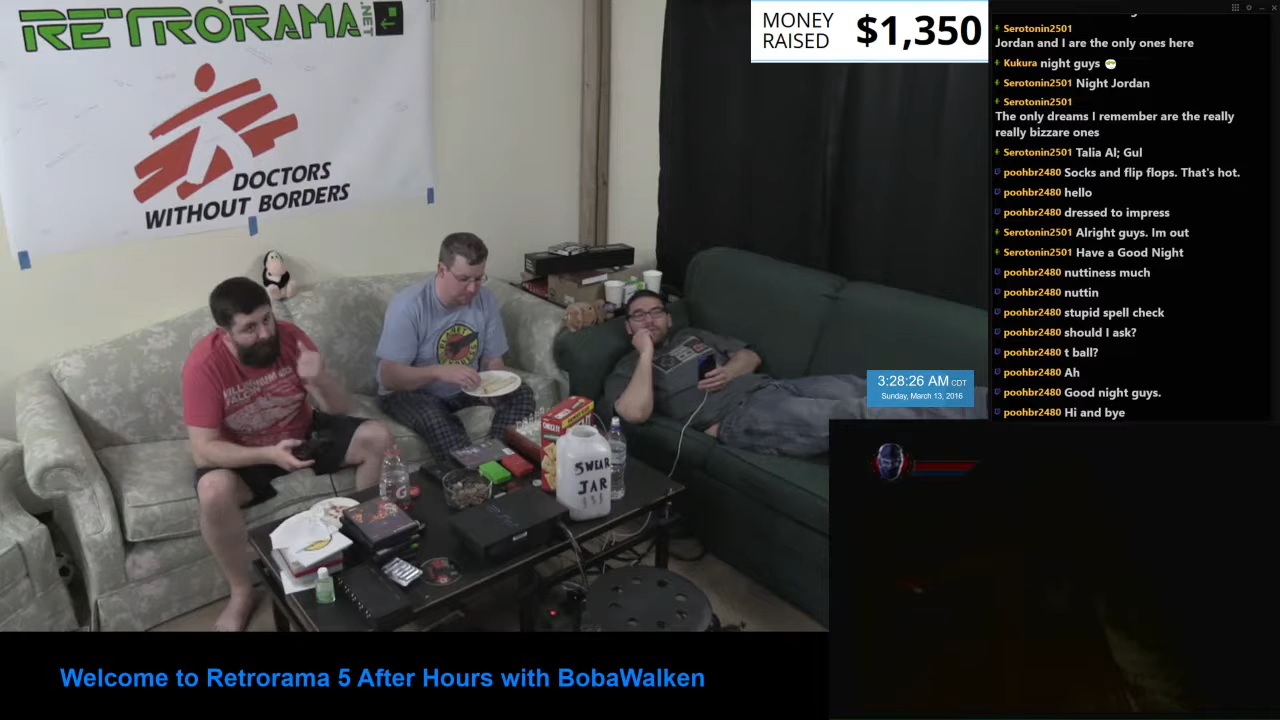 RETRORAMA
.NET
DOCTORS
WITHOUT BORDERS
MONEY
RAISED
$1,350
Serotonin2501
Jordan and I are the only ones here
Kukura night guys
Serotonin2501 Night Jordan
Serotonin2501
The only dreams I remember are the really
really bizzare ones
Serotonin2501 Talia Al; Gul
poohbr2480 Socks and flip flops. That's hot.
poohbr2480 hello
poohbr2480 dressed to impress
Serotonin2501 Alright guys. Im out
Serotonin2501 Have a Good Night
poohbr2480 nuttiness much
poohbr2480 nuttin
poohbr2480 stupid spell check
poohbr2480 should I ask?
poohbr2480 t ball?
poohbr2480 Ah
poohbr2480 Good night guys.
poohbr2480 Hi and bye
3:28:26 AM CDT
Sunday, March 13, 2016
PLANET
EXPRESS
SWEAR
JAR
$$$
Welcome to Retrorama 5 After Hours with BobaWalken